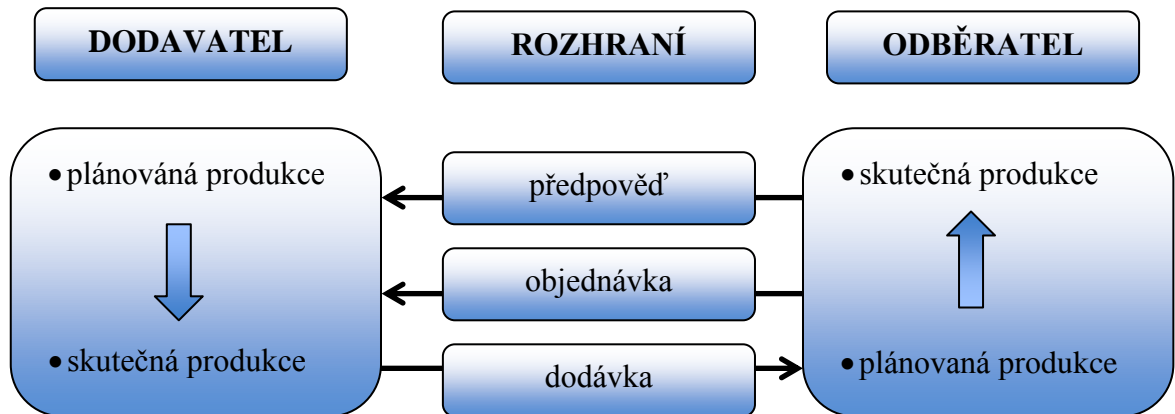 DODAVATEL
ROZHRANÍ
ODBĚRATEL
• plánováná produkce
předpověď
• skutečná produkce
objednávka
• skutečná produkce
dodávka
• plánovaná produkce